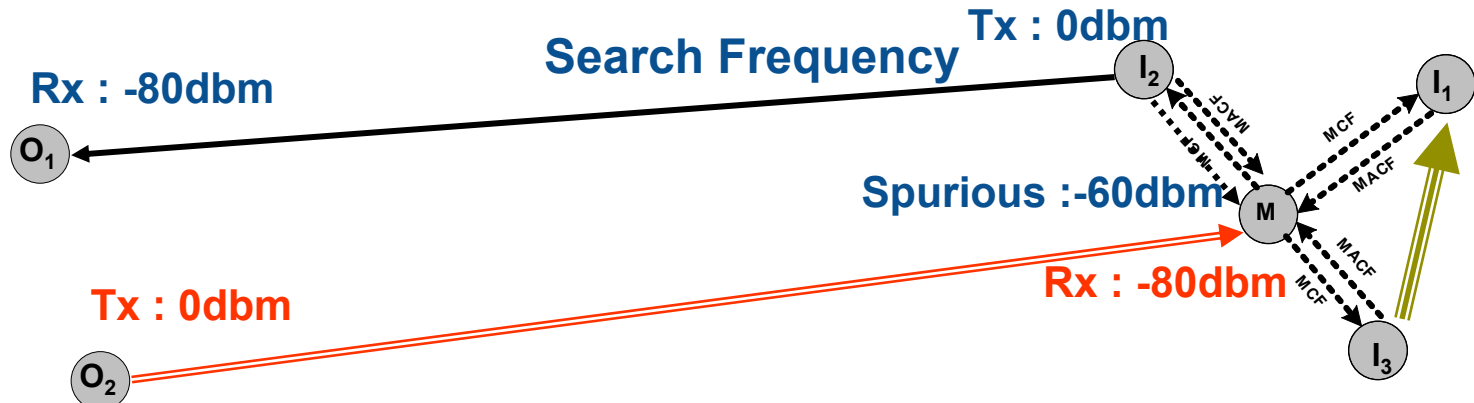 Tx : 0dbm
Search Frequency
Rx : -80dbm
I2
I1
O1
MACF
MCF
MACF
Spurious :-60dbm
M
Tx : 0dbm
Rx : -80dbm
MACF
MCF
O2
I3